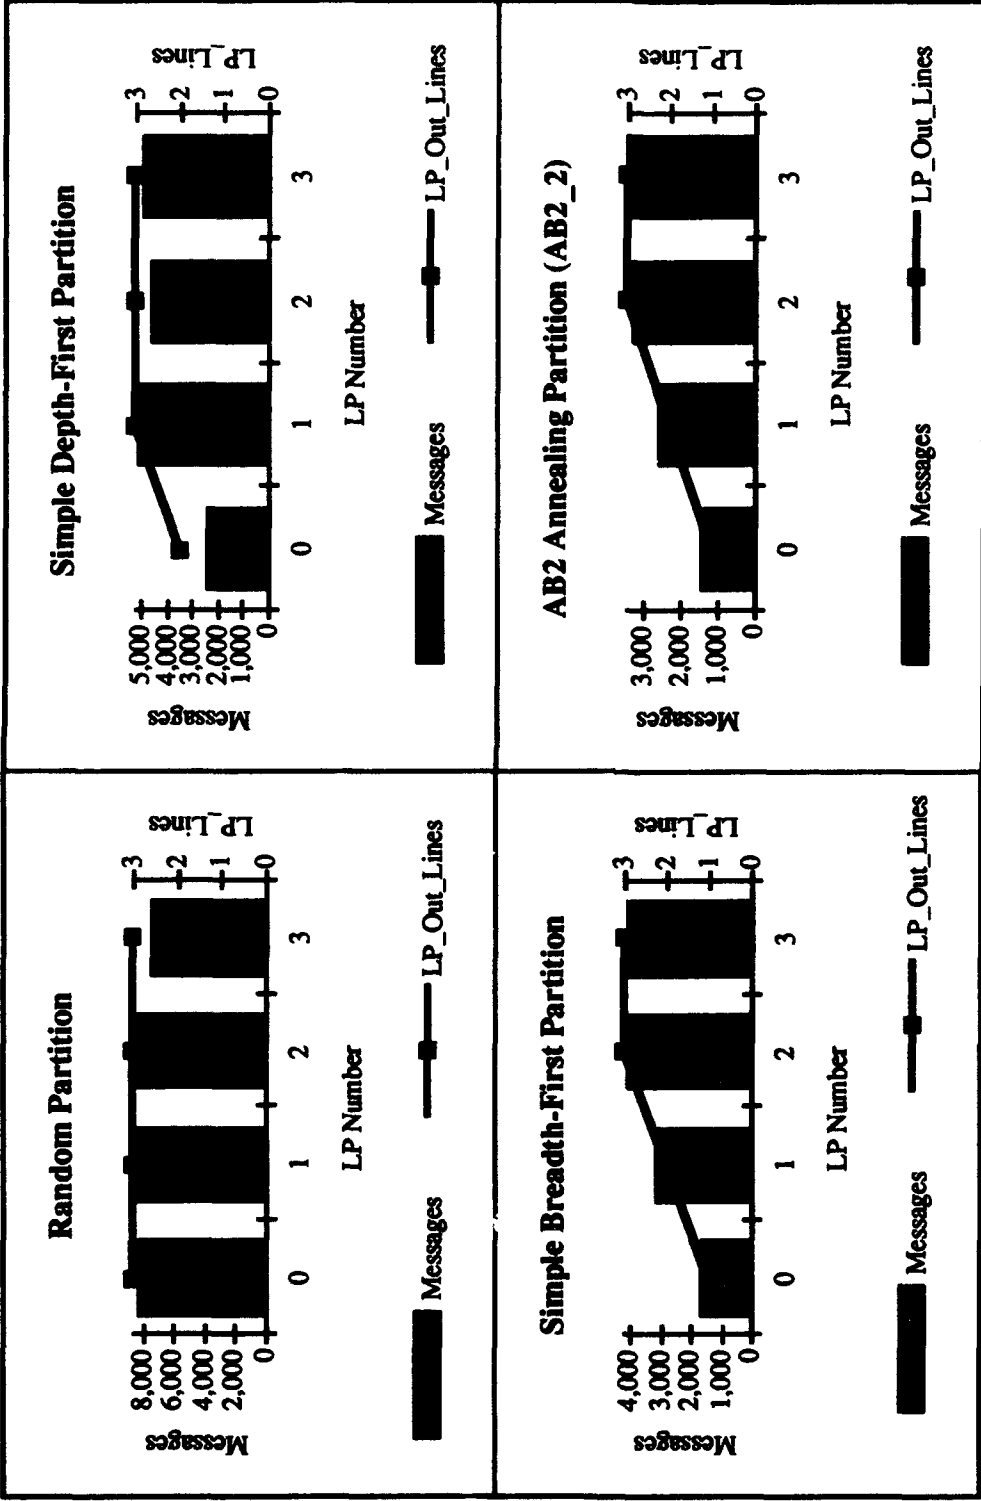 Random Partition
Messages
8,000
6,000
4,000
2,000
0
0
1
2
3
LP Number
3
2
1
0
LP_Lines
Messages
LP_Out_Lines
Simple Depth-First Partition
Messages
5,000
4,000
3,000
2,000
1,000
0
0
1
2
3
LP Number
3
2
1
0
LP_Lines
Messages
LP_Out_Lines
Simple Breadth-First Partition
Messages
4,000
3,000
2,000
1,000
0
0
1
2
3
LP Number
3
2
1
0
LP_Lines
Messages
LP_Out_Lines
AB2 Annealing Partition (AB2_2)
Messages
3,000
2,000
1,000
0
0
1
2
3
LP Number
3
2
1
0
LP_Lines
Messages
LP_Out_Lines